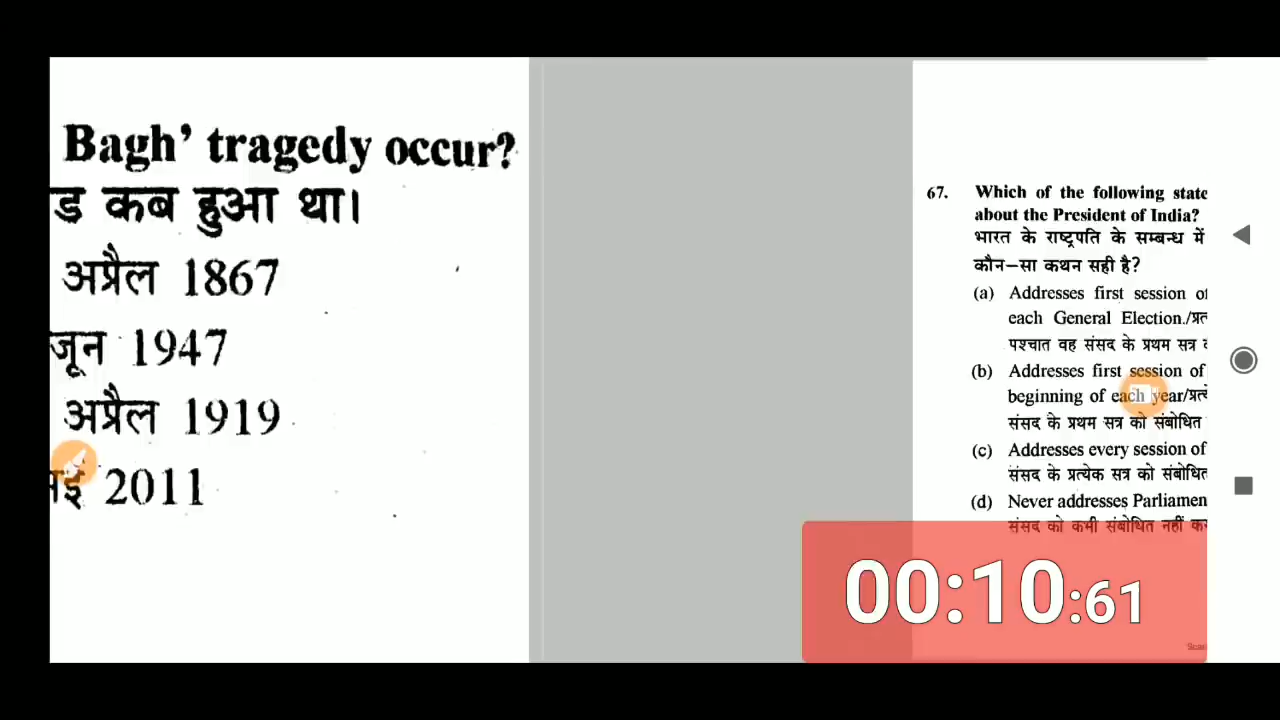 Bagh’ tragedy occur?
ड कब हुआ था।
अप्रैल 1867
जून 1947
अप्रैल 1919
मई 2011
67. Which of the following state
about the President of India?
भारत के राष्ट्रपति के सम्बन्ध में
कौन–सा कथन सही है?
(a) Addresses first session of
each General Election./प्रत
पश्चात वह संसद के प्रथम सत्र
(b) Addresses first session of
beginning of each year/प्रत्ये
संसद के प्रथम सत्र को संबोधित
(c) Addresses every session of
संसद के प्रत्येक सत्र को संबोधित
(d) Never addresses Parliamen
संसद को कभी संबोधित नहीं कर
00:10:61